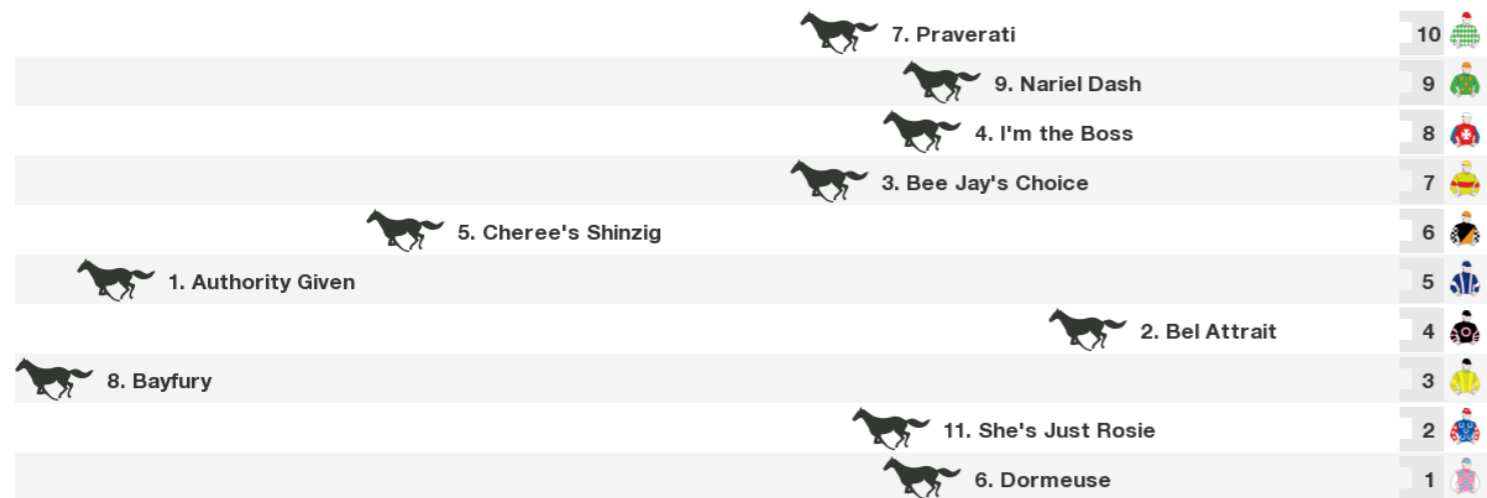 7. Praverati 10
9. Nariel Dash 9
4. I'm the Boss 8
3. Bee Jay's Choice 7
5. Cheree's Shinzig 6
1. Authority Given 5
2. Bel Attrait 4
8. Bayfury 3
11. She's Just Rosie 2
6. Dormeuse 1